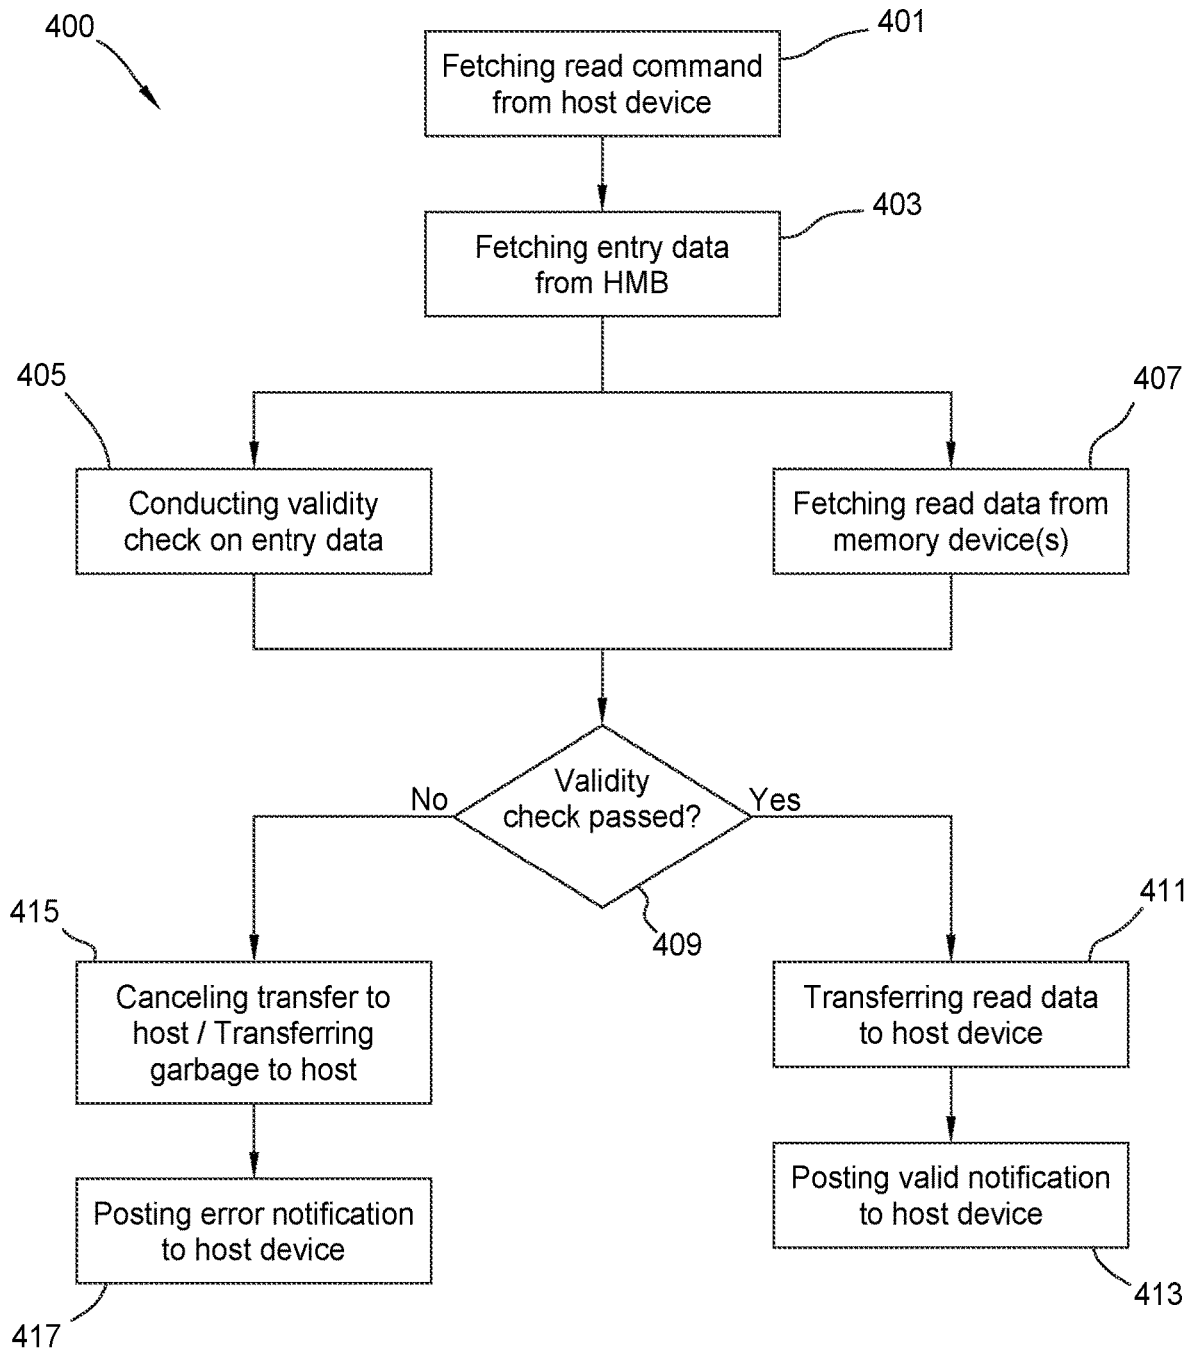 400
401
Fetching read command
from host device
403
Fetching entry data
from HMB
405
407
Conducting validity
check on entry data
Fetching read data from
memory device(s)
Validity
check passed?
No
Yes
409
415
411
Canceling transfer to
host / Transferring
garbage to host
Transferring read data
to host device
Posting error notification
to host device
Posting valid notification
to host device
417
413